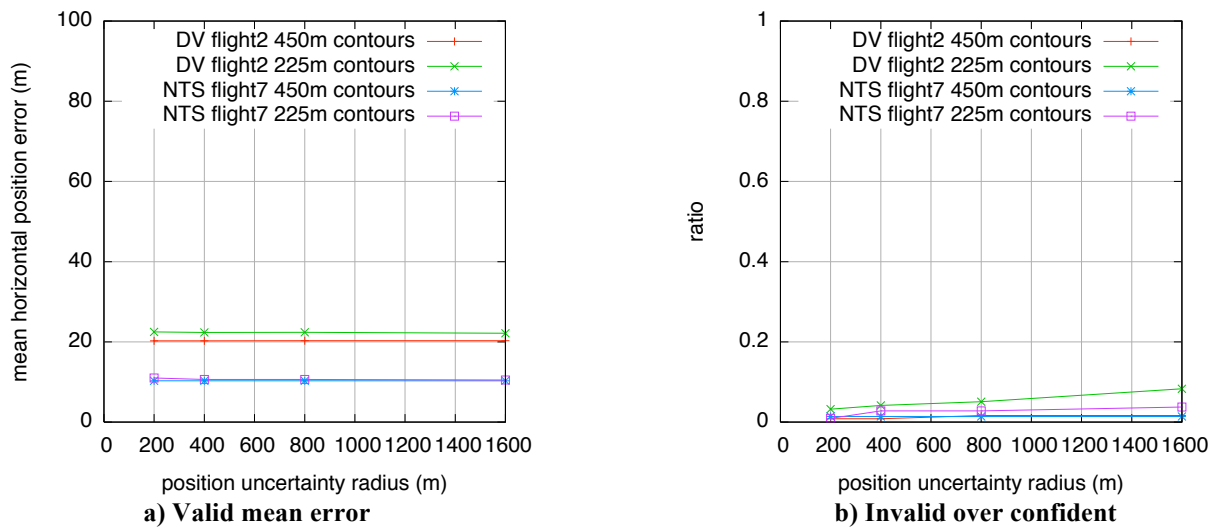 100
80
60
40
20
0
mean horizontal position error (m)
DV flight2 450m contours
DV flight2 225m contours
NTS flight7 450m contours
NTS flight7 225m contours
0 200 400 600 800 1000 1200 1400 1600
position uncertainty radius (m)
a) Valid mean error
1
0.8
0.6
0.4
0.2
0
ratio
DV flight2 450m contours
DV flight2 225m contours
NTS flight7 450m contours
NTS flight7 225m contours
0 200 400 600 800 1000 1200 1400 1600
position uncertainty radius (m)
b) Invalid over confident